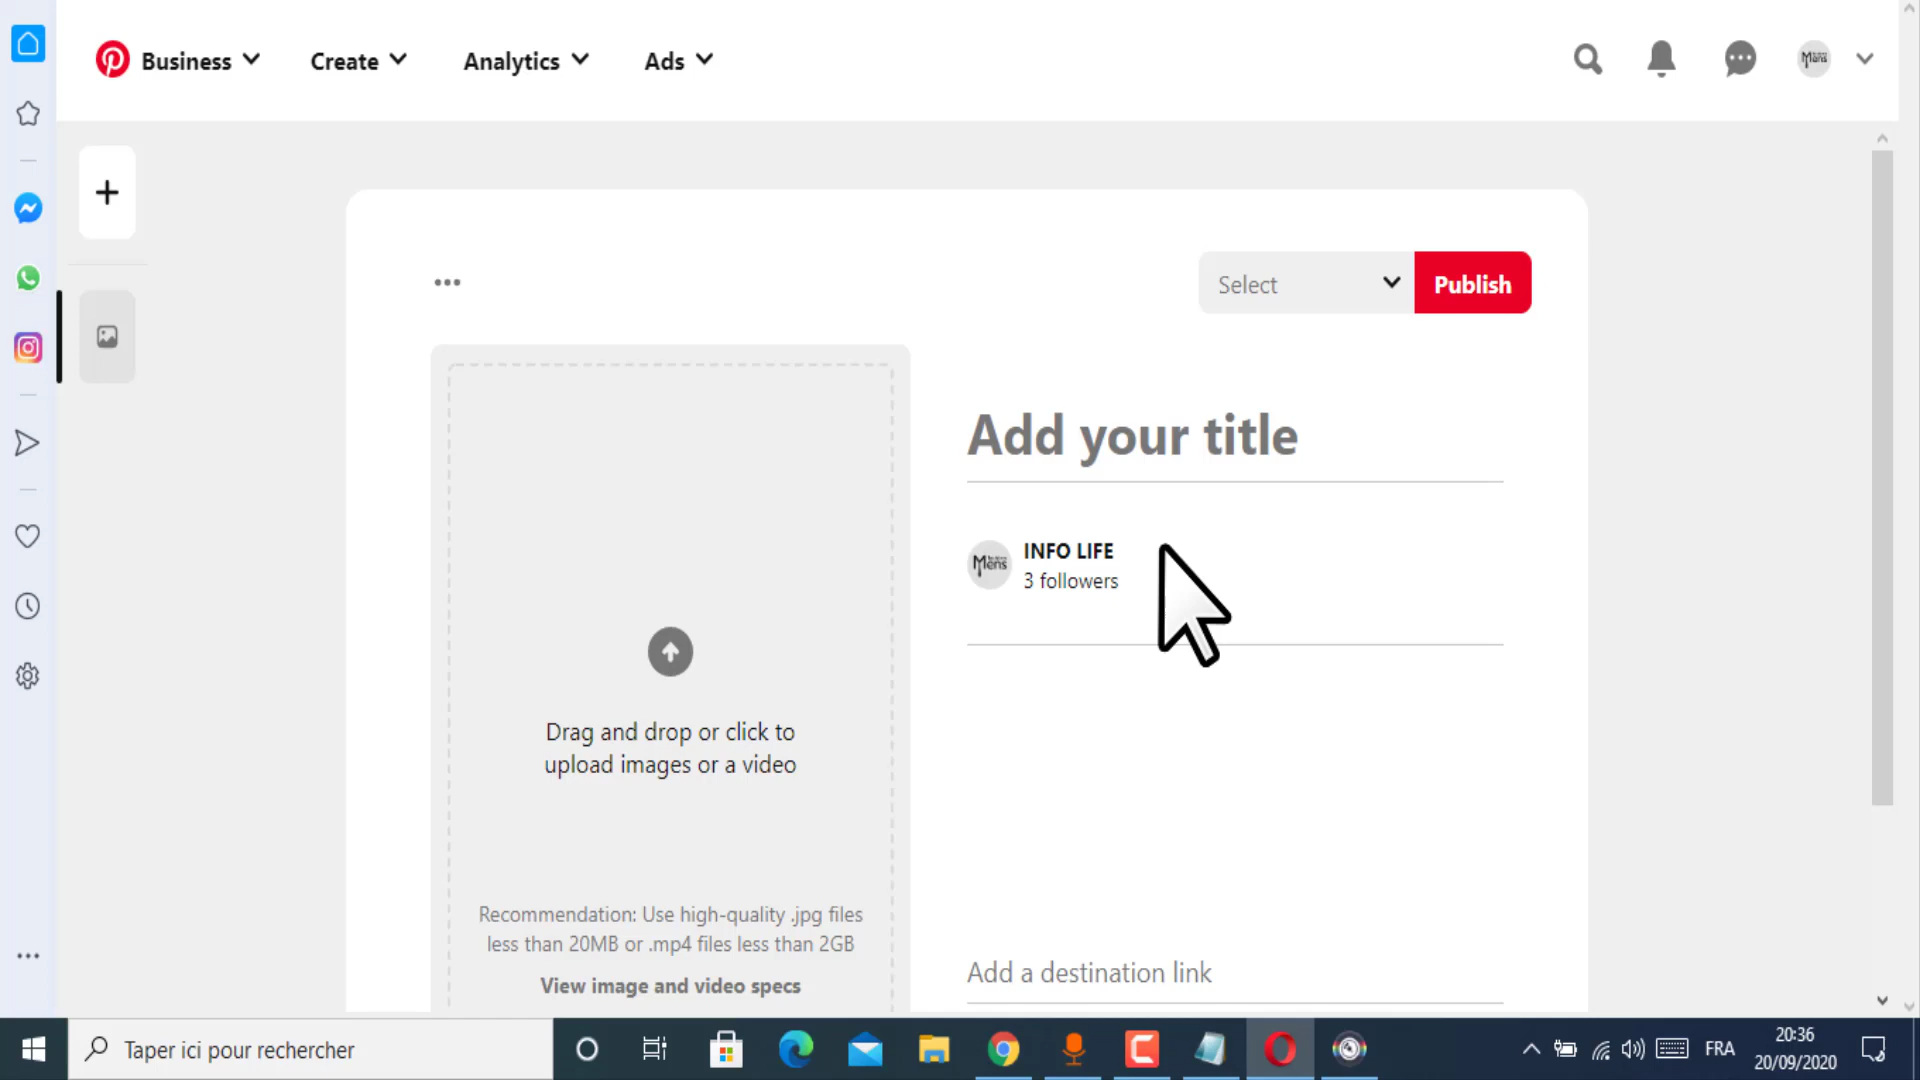 Business
Create
Analytics
Ads
Mens
Select
Publish
Add your title
Mens
INFO LIFE
3 followers
Drag and drop or click to
upload images or a video
Recommendation: Use high-quality .jpg files
less than 20MB or .mp4 files less than 2GB
View image and video specs
Add a destination link
Taper ici pour rechercher
FRA
20:36
20/09/2020